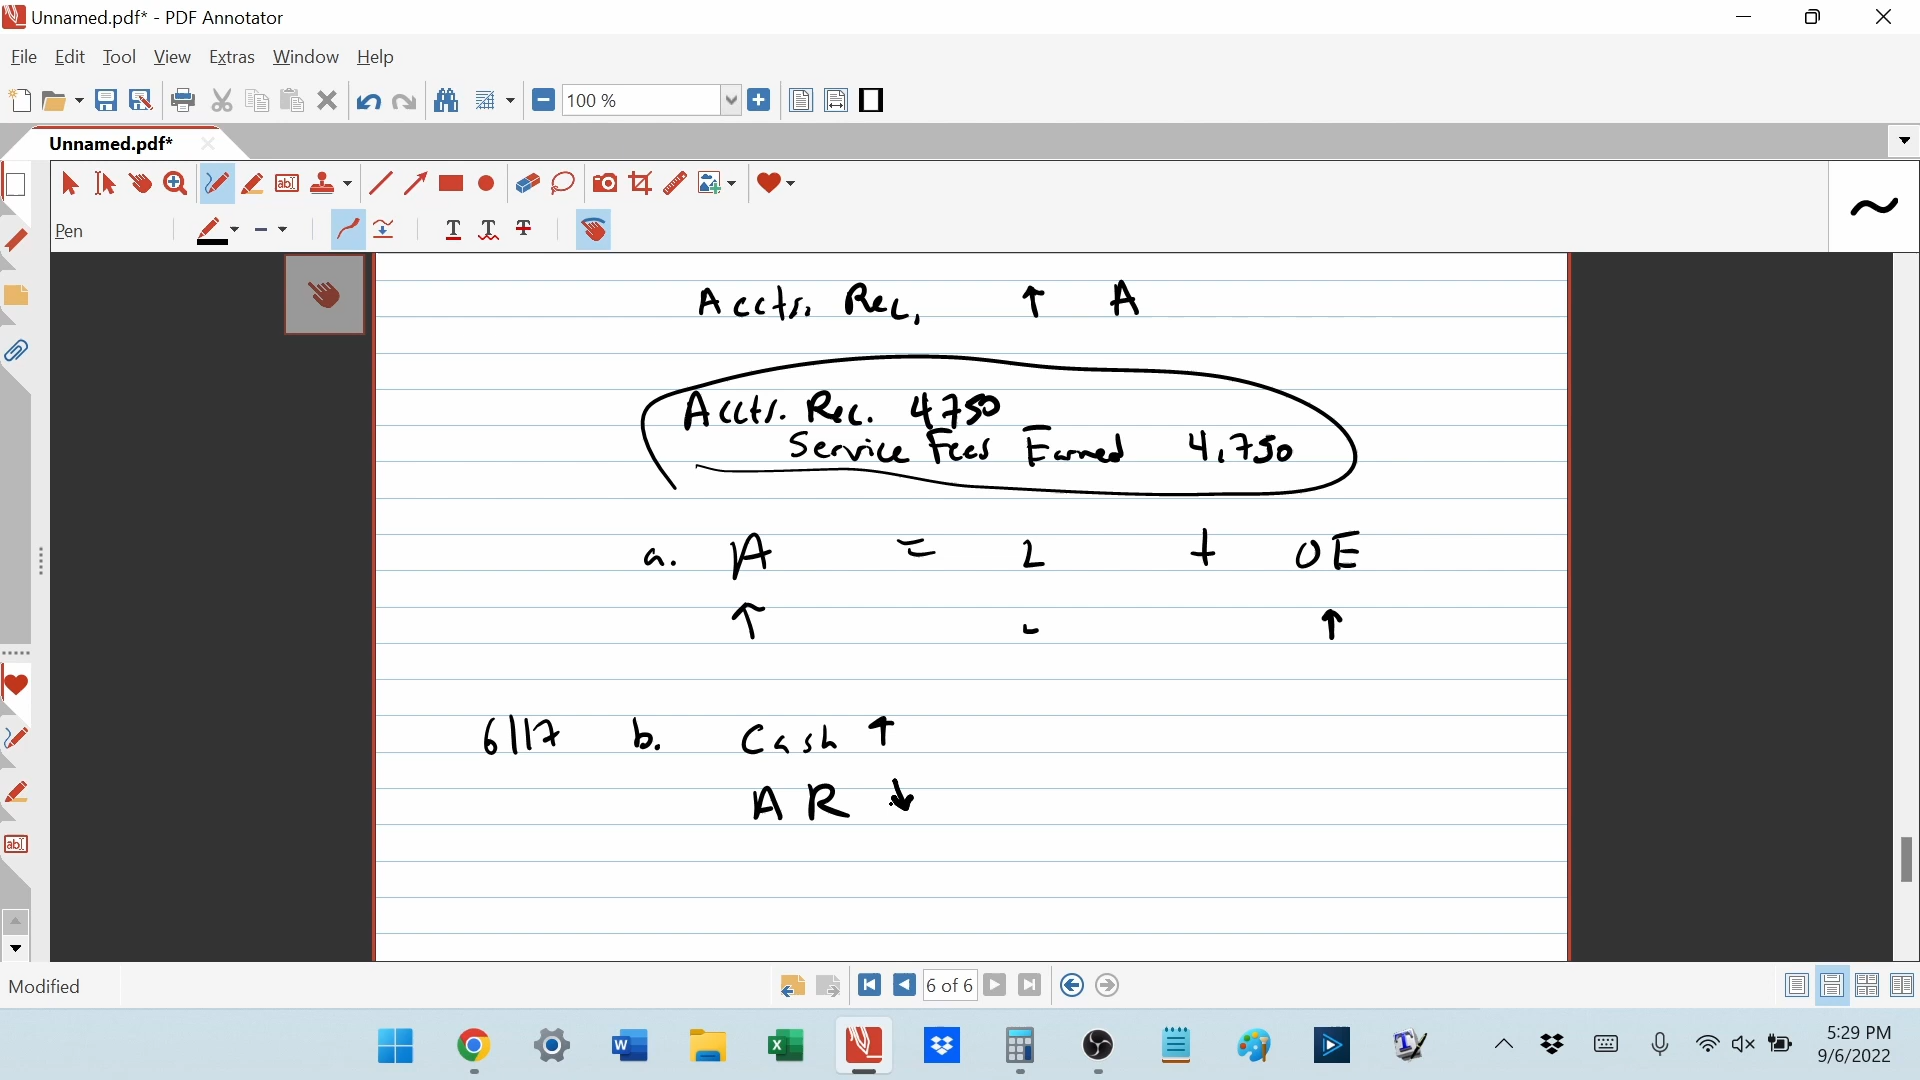 Unnamed.pdf* - PDF Annotator
File Edit Tool View Extras Window Help
100 %
Unnamed.pdf*
Pen
Accts. Rec. ↑ A
Accts. Rec. 4750
Service Fees Earned 4,750
a. A = L + OE
↑ - ↑
6/17 b. Cash ↑
AR ↓
Modified
6 of 6
5:29 PM
9/6/2022